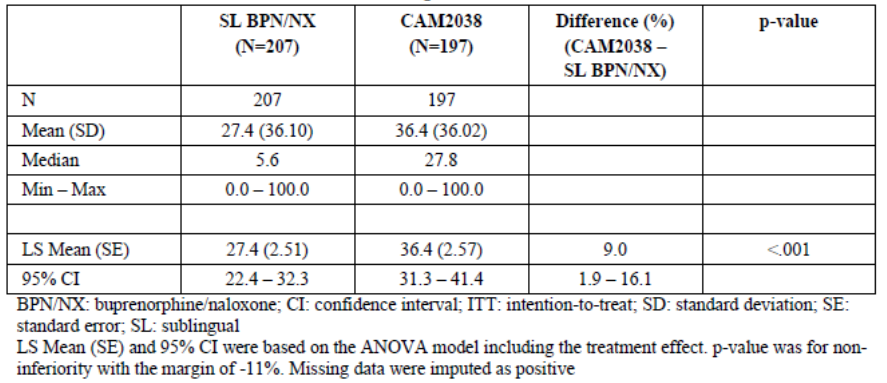 SL BPN/NX CAM2038 Difference (%) p-value
(N=207) (N=197) (CAM2038 –
SL BPN/NX)
N 207 197
Mean (SD) 27.4 (36.10) 36.4 (36.02)
Median 5.6 27.8
Min – Max 0.0 – 100.0 0.0 – 100.0
LS Mean (SE) 27.4 (2.51) 36.4 (2.57) 9.0 <.001
95% CI 22.4 – 32.3 31.3 – 41.4 1.9 – 16.1
BPN/NX: buprenorphine/naloxone; CI: confidence interval; ITT: intention-to-treat; SD: standard deviation; SE:
standard error; SL: sublingual
LS Mean (SE) and 95% CI were based on the ANOVA model including the treatment effect. p-value was for non-
inferiority with the margin of -11%. Missing data were imputed as positive